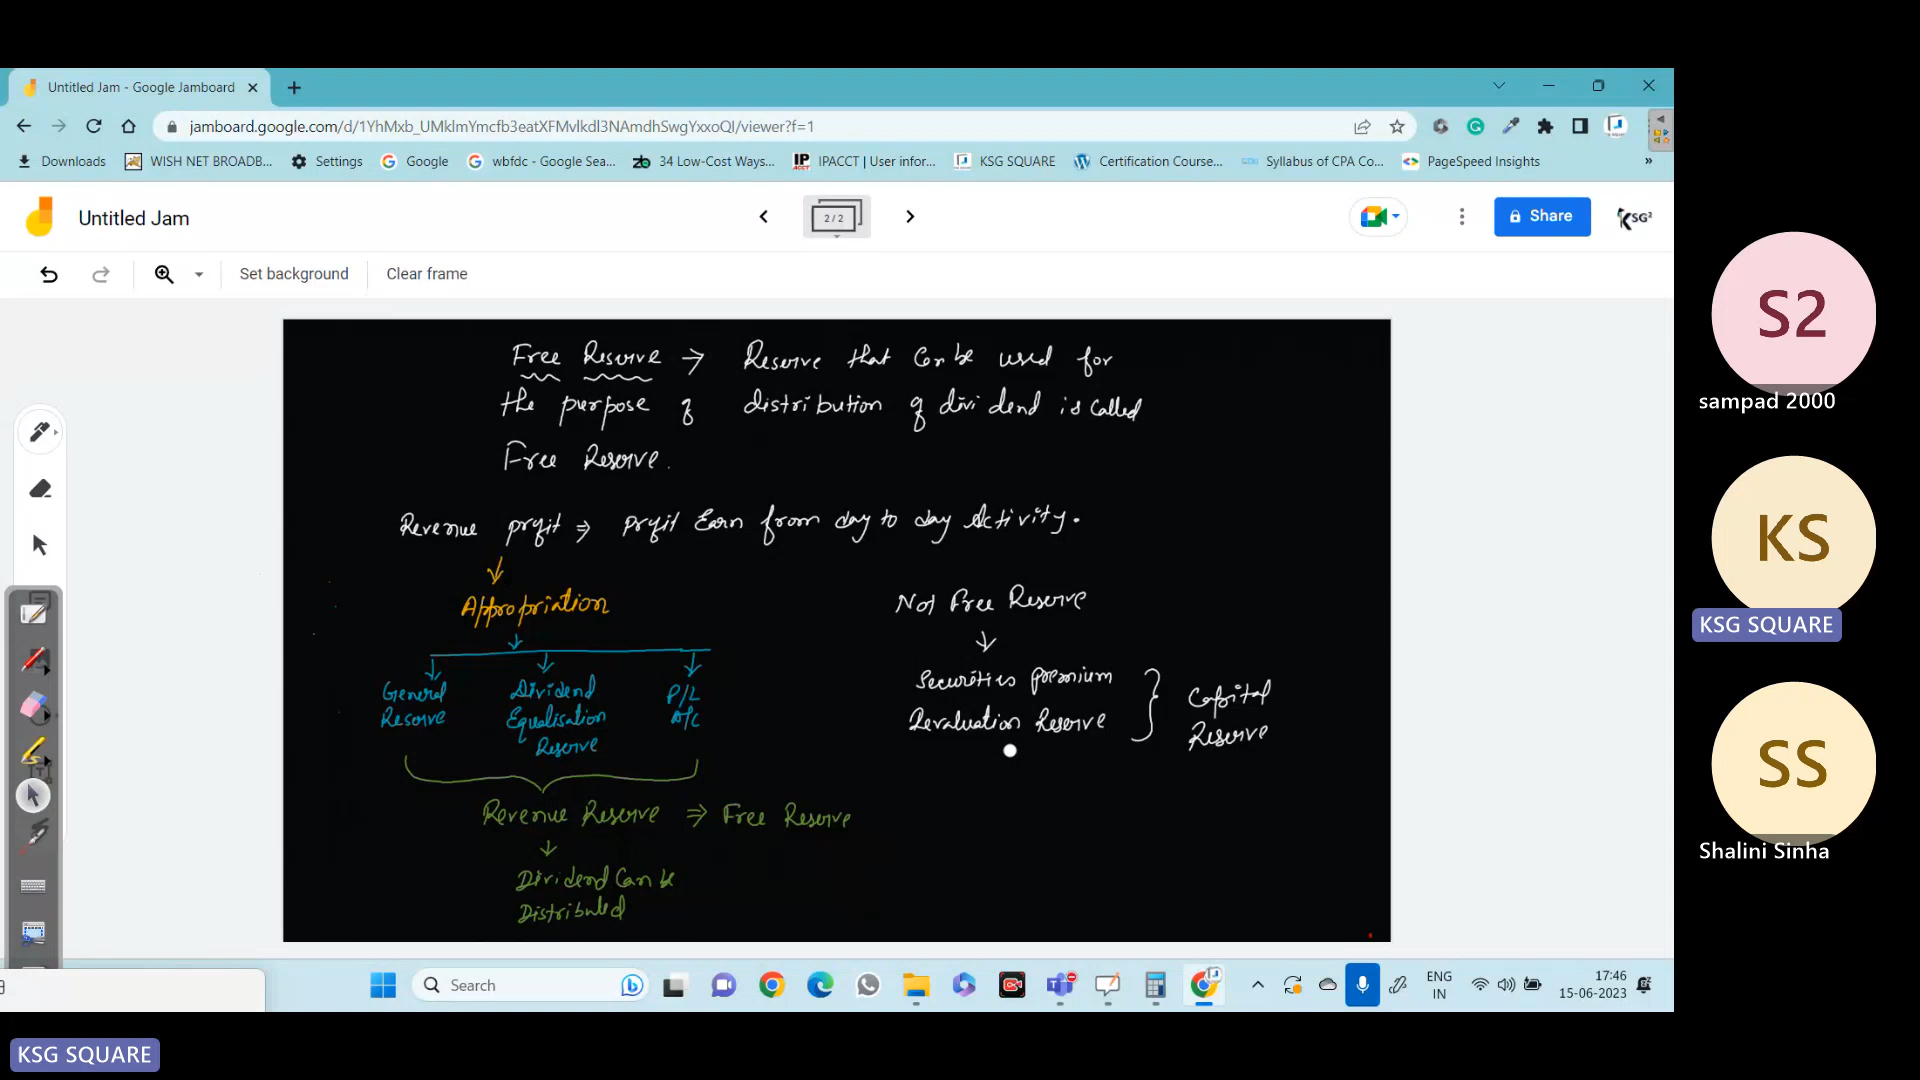 Untitled Jam - Google Jamboard
jamboard.google.com/d/1YhMxb_UMklmYmcfb3eatXFMvlkdl3NAmdhSwgYxxoQI/viewer?f=1
Downloads WISH NET BROADB... Settings Google wbfdc - Google Sea... 34 Low-Cost Ways... IPACCT | User infor... KSG SQUARE Certification Course... Syllabus of CPA Co... PageSpeed Insights »
Untitled Jam
2 / 2
Share
KSG²
Set background Clear frame
Free Reserve → Reserve that can be used for
the purpose of distribution of dividend is called
Free Reserve.
Revenue profit ⇒ profit Earn from day to day Activity.
Appropriation
General
Reserve
Dividend
Equalisation
Reserve
P/L
A/C
Revenue Reserve ⇒ Free Reserve
Dividend Can be
Distributed
Not Free Reserve
Securities premium
Revaluation Reserve
Capital
Reserve
Search
ENG
IN
17:46
15-06-2023
S2
sampad 2000
KS
KSG SQUARE
SS
Shalini Sinha
KSG SQUARE